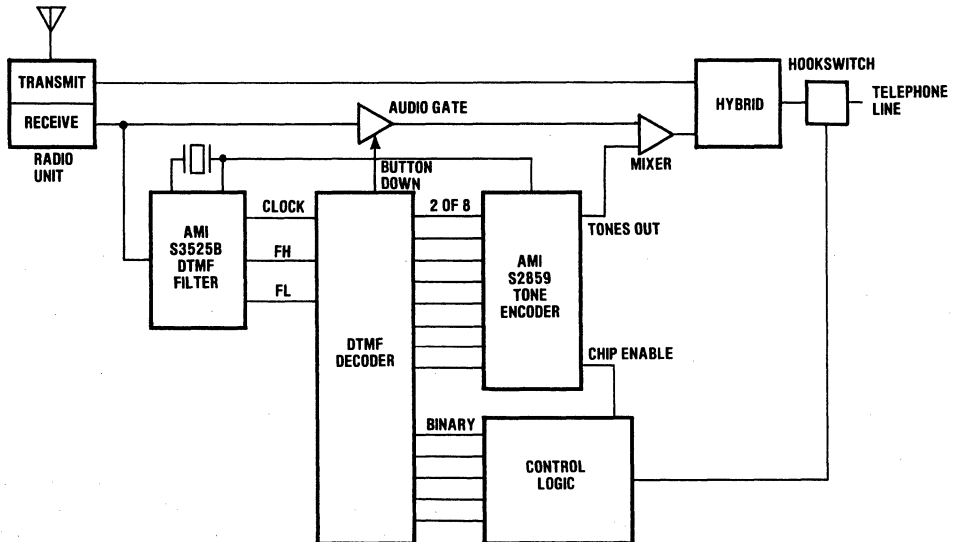 TRANSMIT
RECEIVE
RADIO
UNIT
AUDIO GATE
BUTTON
DOWN
MIXER
HYBRID
HOOKSWITCH
TELEPHONE
LINE
AMI
S3525B
DTMF
FILTER
CLOCK
FH
FL
DTMF
DECODER
2 OF 8
AMI
S2859
TONE
ENCODER
TONES OUT
CHIP ENABLE
BINARY
CONTROL
LOGIC